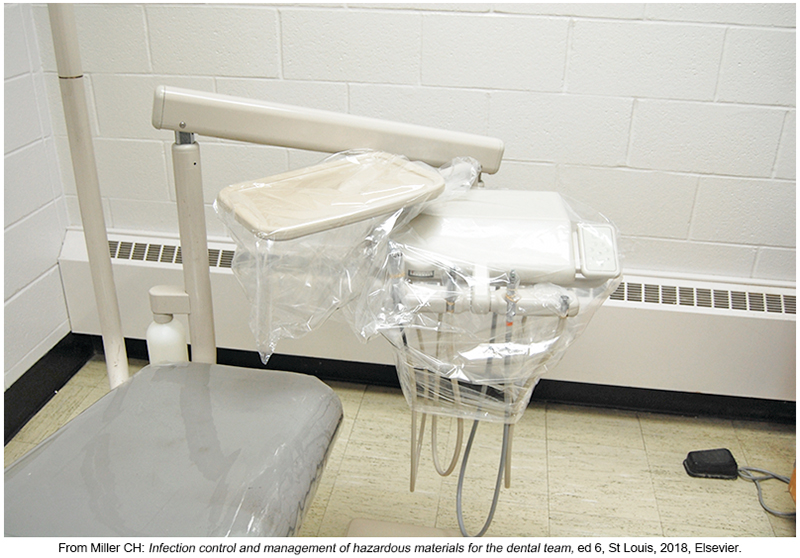 From Miller CH: Infection control and management of hazardous materials for the dental team, ed 6, St Louis, 2018, Elsevier.